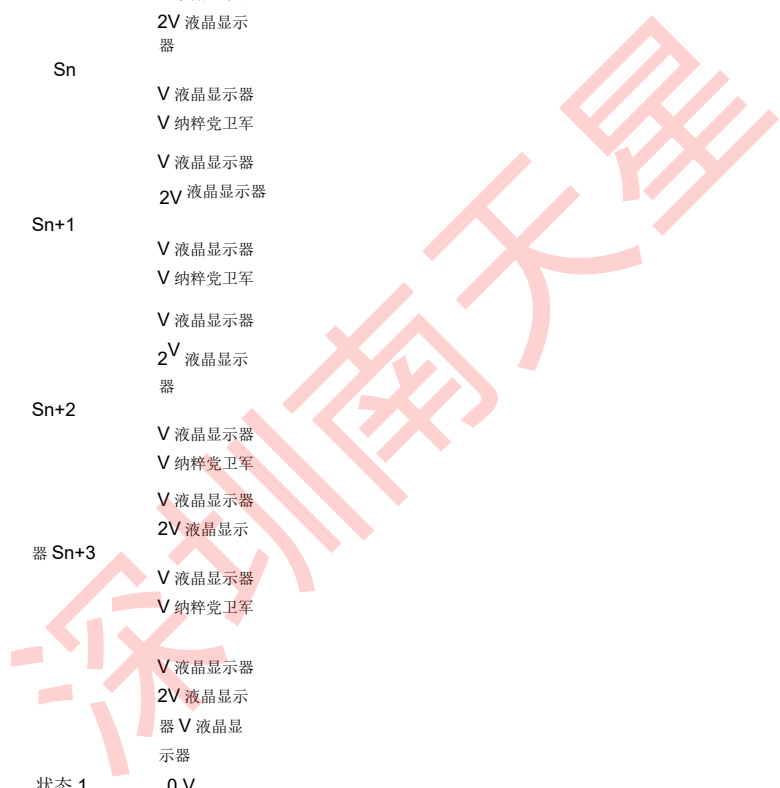 2V 液晶显示
器
Sn
V 液晶显示器
V 纳粹党卫军
V 液晶显示器
2V 液晶显示器
Sn+1
V 液晶显示器
V 纳粹党卫军
V 液晶显示器
2V 液晶显示
器
Sn+2
V 液晶显示器
V 纳粹党卫军
V 液晶显示器
2V 液晶显示
器 Sn+3
V 液晶显示器
V 纳粹党卫军
V 液晶显示器
2V 液晶显示
器 V 液晶显
示器
状态 1 0 V
深圳南天星